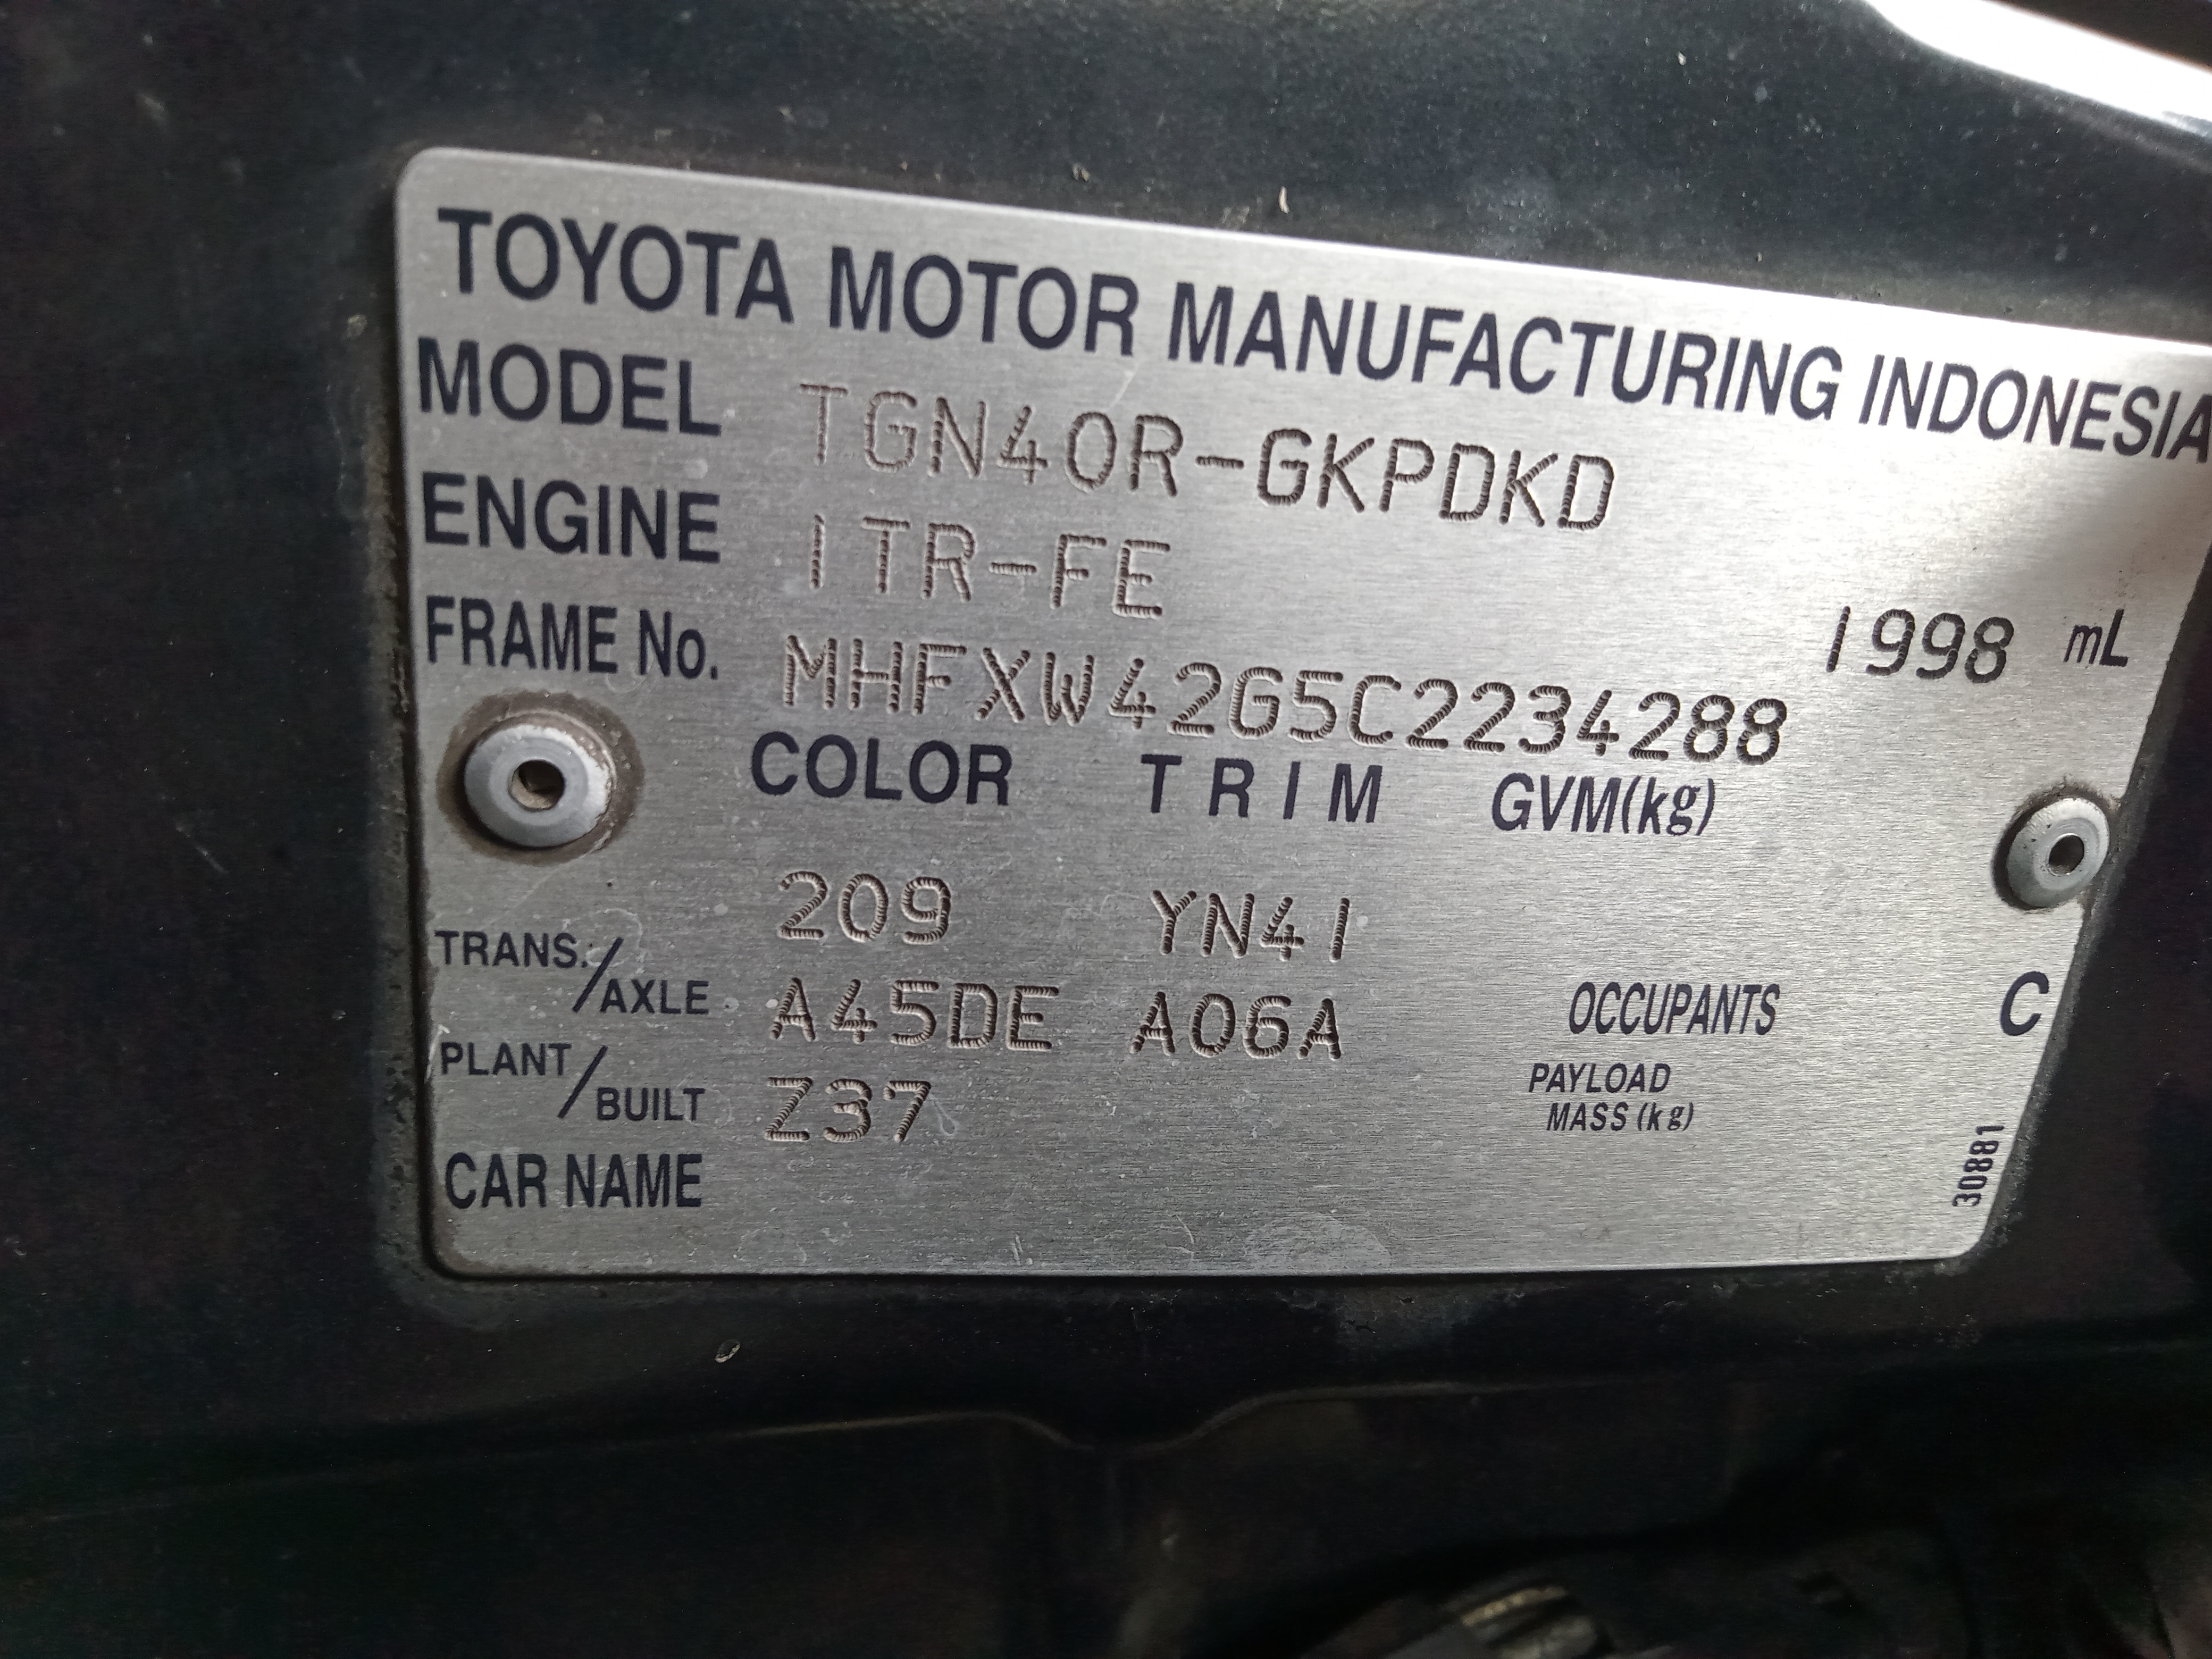 TOYOTA MOTOR MANUFACTURING INDONESIA
MODEL TGN40R-GKPDKD
ENGINE 1TR-FE 1998 mL
FRAME No. MHFXW42G5C2234288
COLOR TRIM GVM(kg)
209 YN41
TRANS./AXLE A45DE A06A OCCUPANTS C
PLANT/BUILT Z37 PAYLOAD
MASS (kg)
CAR NAME
30881